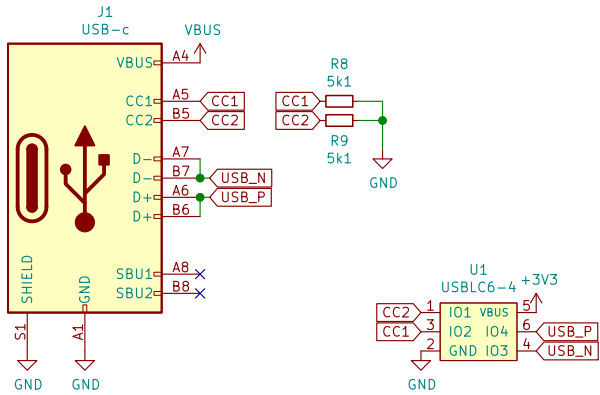 J1
USB-c
VBUS
A4
VBUS
CC1
A5
CC1
CC2
B5
CC2
D-
A7
D-
B7
USB_N
D+
A6
USB_P
D+
B6
SBU1
A8
SBU2
B8
SHIELD
GND
S1
A1
GND
GND
R8
5k1
CC1
CC2
R9
5k1
GND
U1
USBLC6-4
+3V3
CC2
1
IO1
VBUS
5
CC1
3
IO2
IO4
6
USB_P
2
GND
IO3
4
USB_N
GND